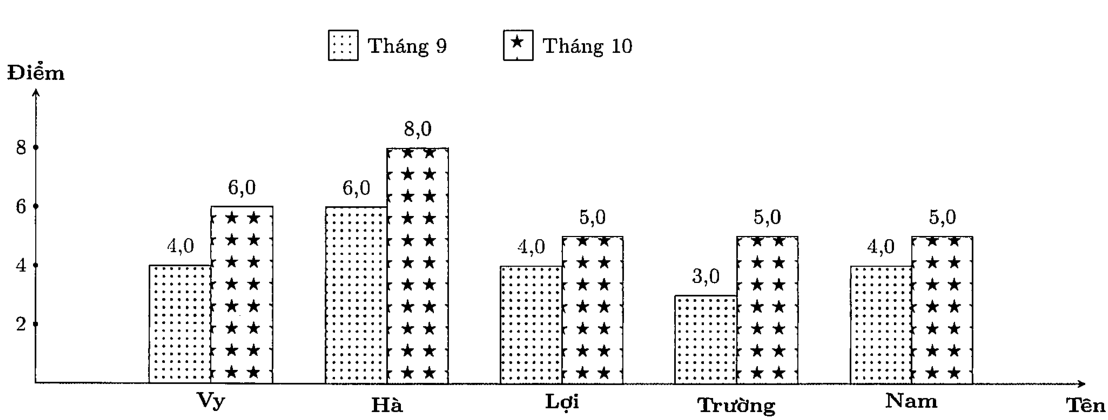 Tháng 9 Tháng 10
Điểm
8
6
4
2
4,0 6,0 6,0 8,0 4,0 5,0 3,0 5,0 4,0 5,0
Vy Hà Lợi Trường Nam Tên